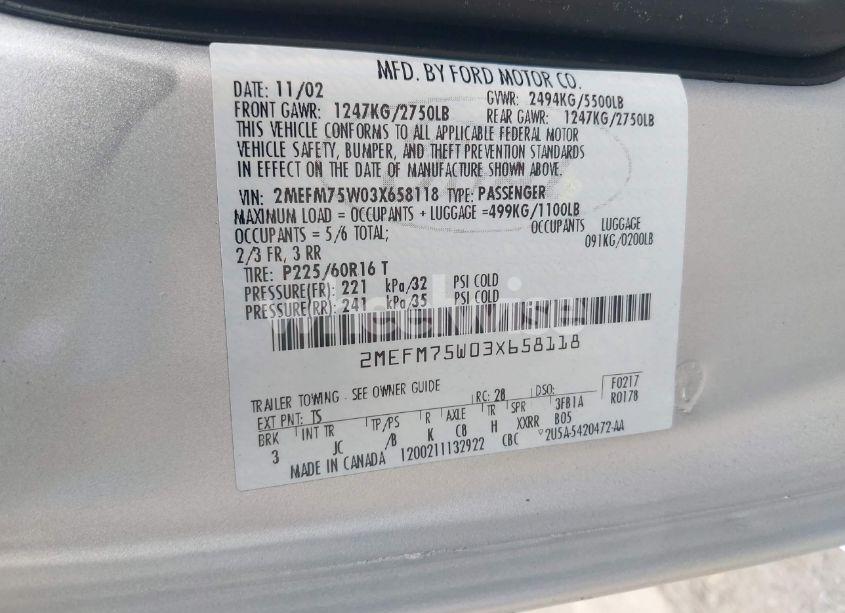 MFD. BY FORD MOTOR CO.
DATE: 11/02 GVWR: 2494KG/5500LB
FRONT GAWR: 1247KG/2750LB REAR GAWR: 1247KG/2750LB
THIS VEHICLE CONFORMS TO ALL APPLICABLE FEDERAL MOTOR
VEHICLE SAFETY, BUMPER, AND THEFT PREVENTION STANDARDS
IN EFFECT ON THE DATE OF MANUFACTURE SHOWN ABOVE.
VIN: 2MEFM75W03X658118 TYPE: PASSENGER
MAXIMUM LOAD = OCCUPANTS + LUGGAGE =499KG/1100LB
OCCUPANTS = 5/6 TOTAL; OCCUPANTS LUGGAGE
2/3 FR, 3 RR 091KG/0200LB
TIRE: P225/60R16 T
PRESSURE(FR): 221 kPa/32 PSI COLD
PRESSURE(RR): 241 kPa/35 PSI COLD
2MEFM75W03X658118
TRAILER TOWING - SEE OWNER GUIDE RC: 28 DSO: F0217
EXT PNT: TS 3FB1A R0178
BRK INT TR TP/PS R AXLE TR SPR B05
3 JC /B K CB H XXRR
MADE IN CANADA 1200211132922 CBC 2U5A-5420472-AA